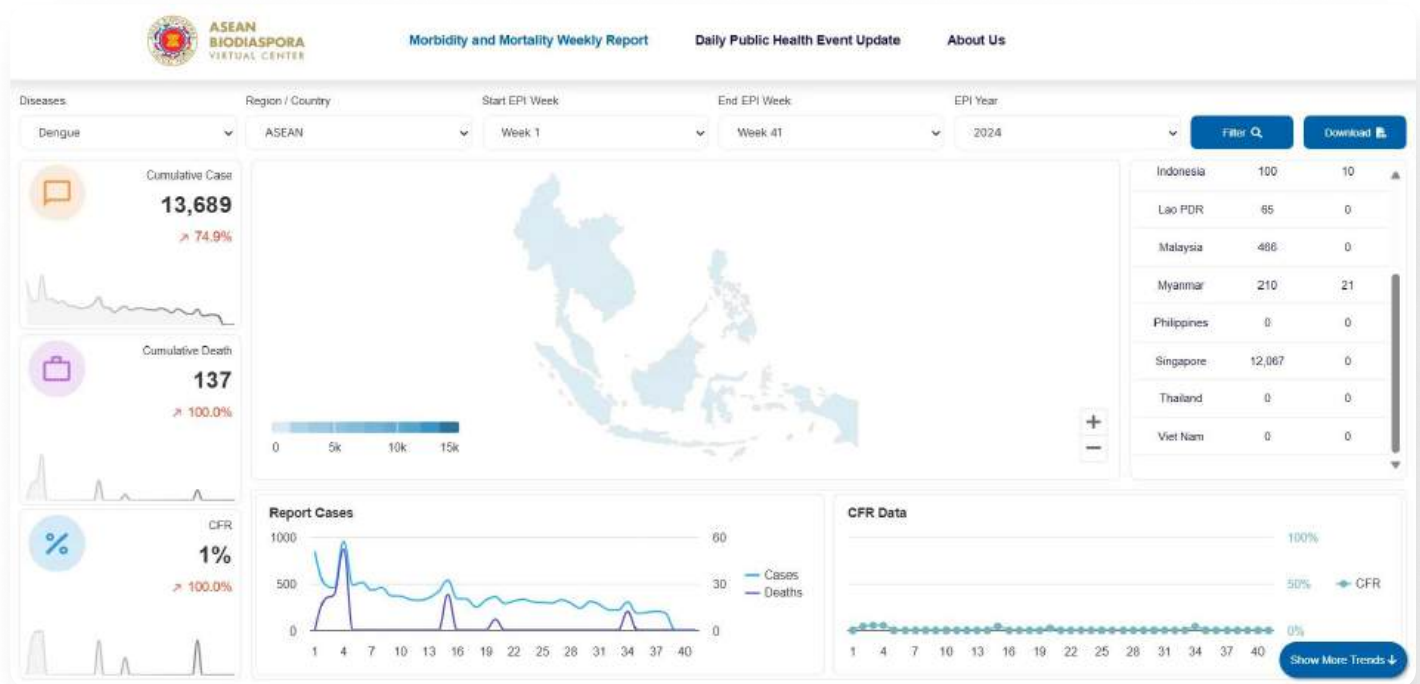 ASEAN
BIODIASPORA
VIRTUAL CENTER
Morbidity and Mortality Weekly Report
Daily Public Health Event Update
About Us
Diseases
Region / Country
Start EPI Week
End EPI Week
EPI Year
Dengue
ASEAN
Week 1
Week 41
2024
Filter
Download
Cumulative Case
13,689
74.9%
Cumulative Death
137
100.0%
CFR
1%
100.0%
0 5k 10k 15k
+
−
Indonesia 100 10
Lao PDR 65 0
Malaysia 466 0
Myanmar 210 21
Philippines 0 0
Singapore 12,067 0
Thailand 0 0
Viet Nam 0 0
Report Cases
1000 60
500 30
0 0
Cases
Deaths
1 4 7 10 13 16 19 22 25 28 31 34 37 40
CFR Data
100%
50%
0%
CFR
1 4 7 10 13 16 19 22 25 28 31 34 37 40
Show More Trends